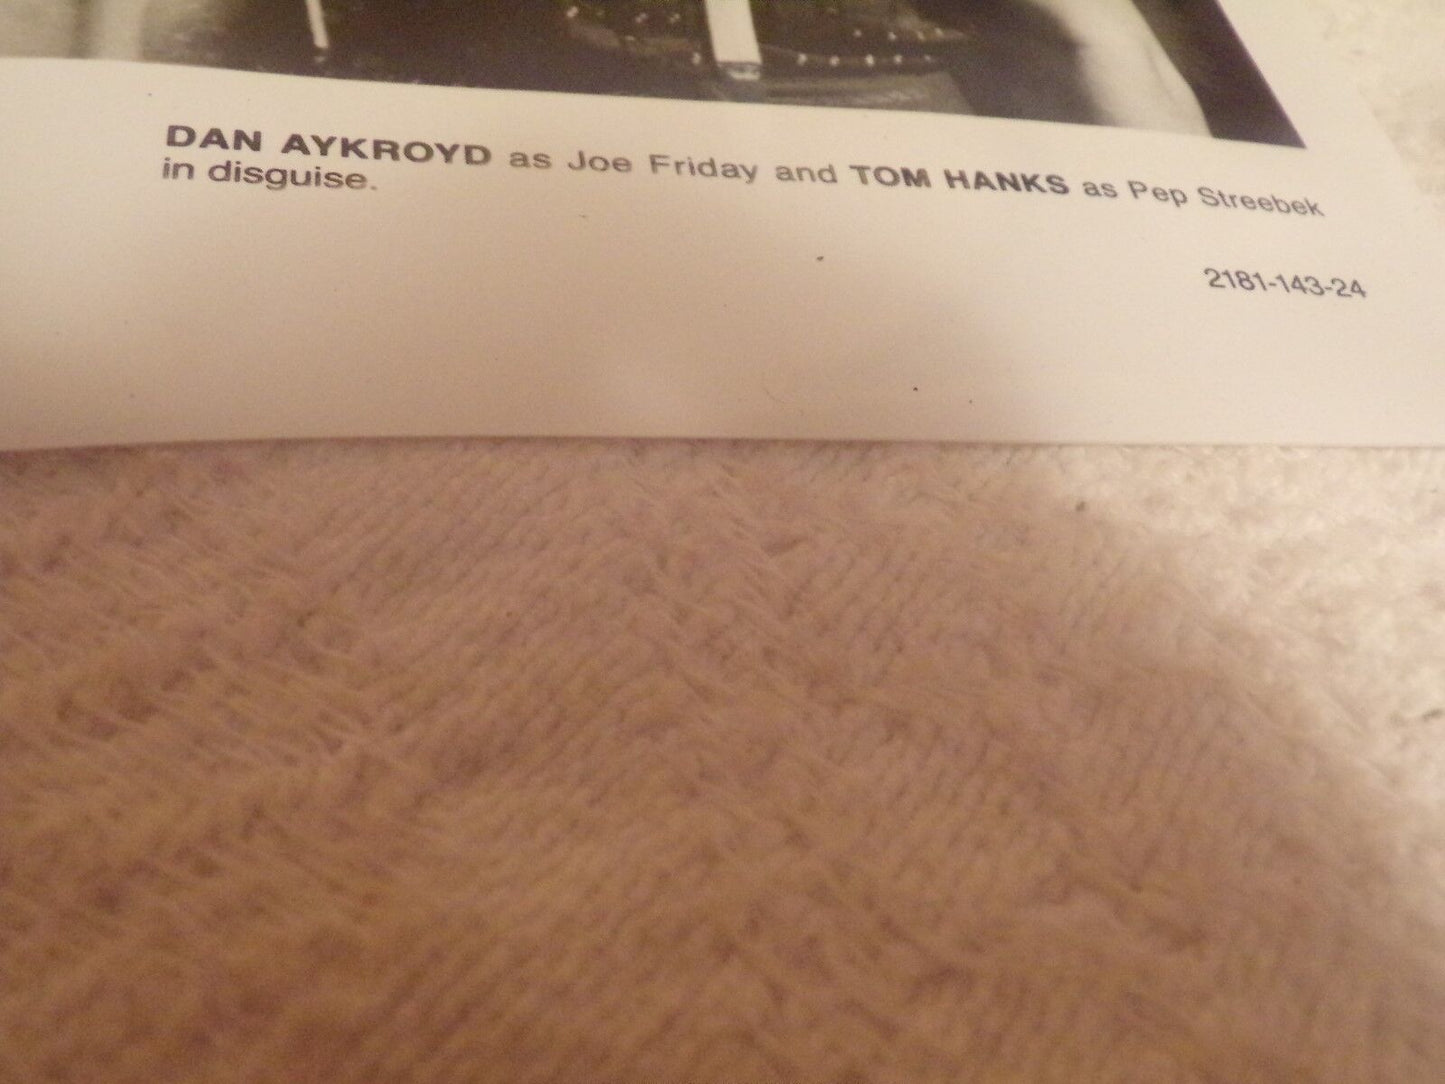 DAN AYKROYD as Joe Friday and TOM HANKS as Pep Streebek
in disguise.
2181-143-24